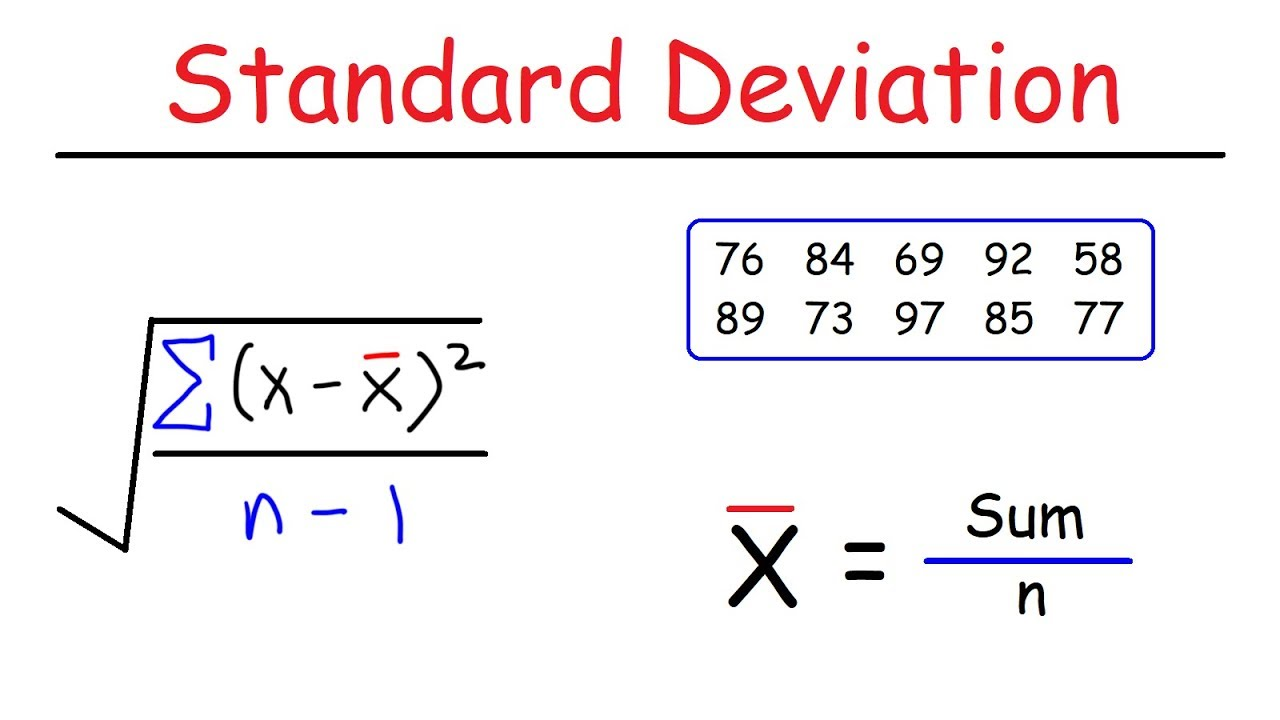 Standard Deviation
76 84 69 92 58
89 73 97 85 77
√(Σ(x - x̄)² / (n - 1))
x̄ = Sum / n